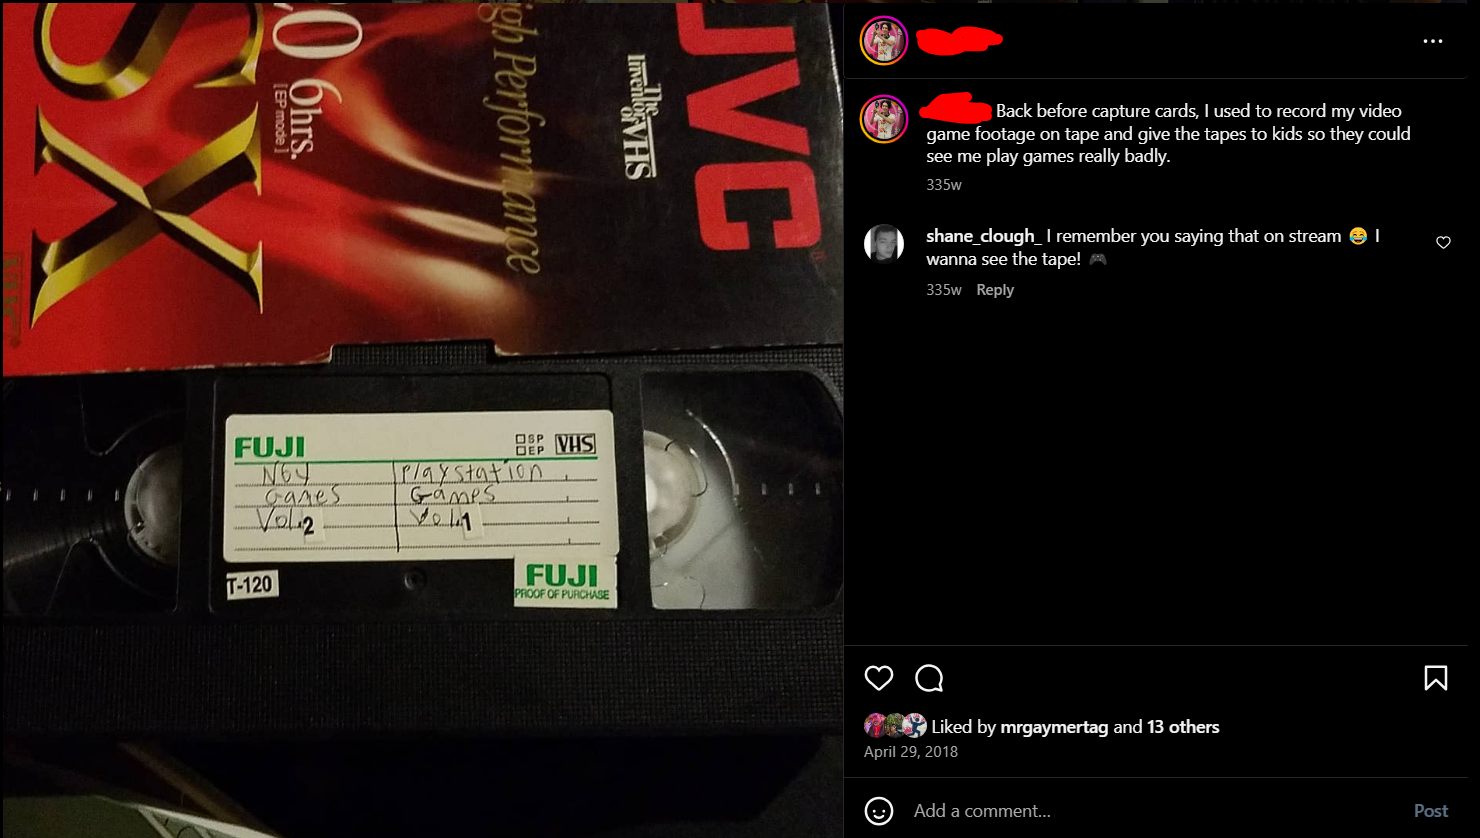 SX
20
6hrs.
[EP mode]
High Performance
The
Inventor
of VHS
JVC
FUJI
SP
EP
VHS
N64
Games
Vol. 2
Playstation
Games
Vol. 1
T-120
FUJI
PROOF OF PURCHASE
Back before capture cards, I used to record my video
game footage on tape and give the tapes to kids so they could
see me play games really badly.
335w
shane_clough_ I remember you saying that on stream 😂 I
wanna see the tape! 🎮
335w Reply
Liked by mrgaymertag and 13 others
April 29, 2018
Add a comment...
Post